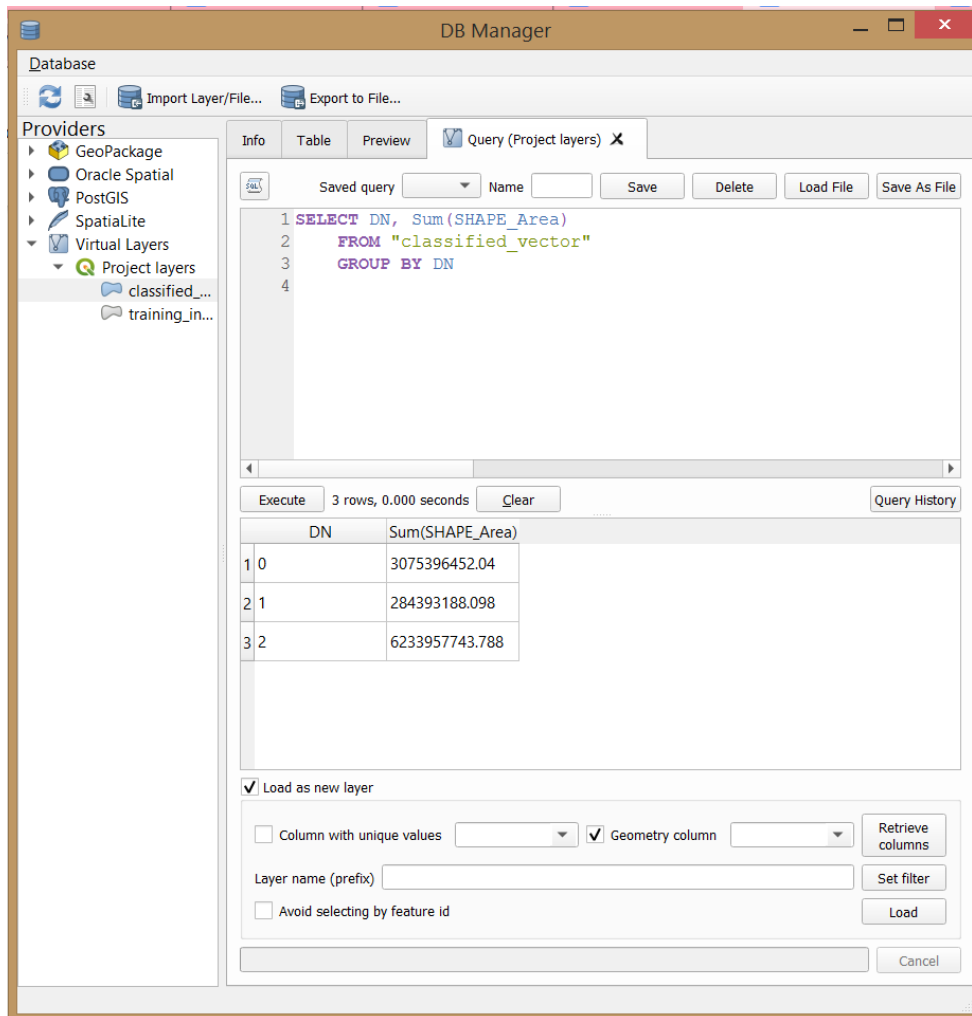 DB Manager
Database
Import Layer/File... Export to File...
Providers
GeoPackage
Oracle Spatial
PostGIS
SpatiaLite
Virtual Layers
Project layers
classified_...
training_in...
Info Table Preview Query (Project layers) X
SQL Saved query Name Save Delete Load File Save As File
1 SELECT DN, Sum(SHAPE_Area)
2 FROM "classified_vector"
3 GROUP BY DN
4
Execute 3 rows, 0.000 seconds Clear Query History
DN Sum(SHAPE_Area)
1 0 3075396452.04
2 1 284393188.098
3 2 6233957743.788
Load as new layer
Column with unique values Geometry column Retrieve columns
Layer name (prefix) Set filter
Avoid selecting by feature id Load
Cancel